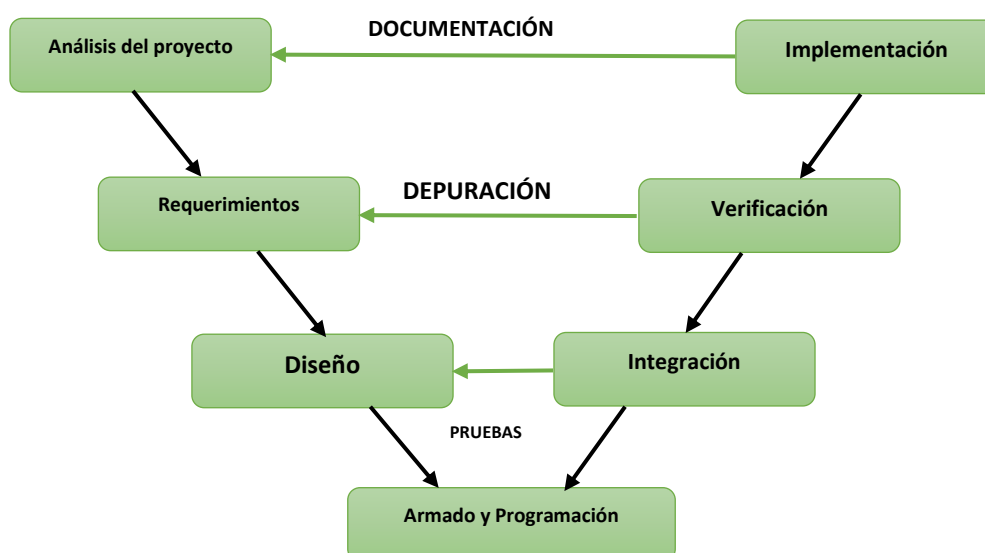 DOCUMENTACIÓN
Análisis del proyecto
Implementación
DEPURACIÓN
Requerimientos
Verificación
Diseño
Integración
PRUEBAS
Armado y Programación